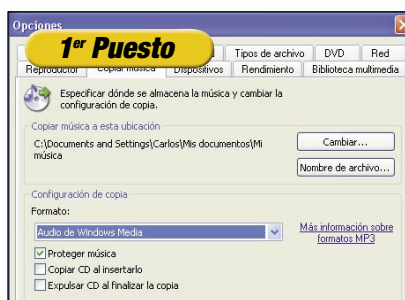 Opciones
1er Puesto
Tipos de archivo DVD Red
Reproductor Copiar música Dispositivos Rendimiento Biblioteca multimedia
Especificar dónde se almacena la música y cambiar la
configuración de copia.
Copiar música a esta ubicación
C:\Documents and Settings\Carlos\Mis documentos\Mi
música
Cambiar...
Nombre de archivo...
Configuración de copia
Formato:
Audio de Windows Media
Más información sobre
formatos MP3
Proteger música
Copiar CD al insertarlo
Expulsar CD al finalizar la copia